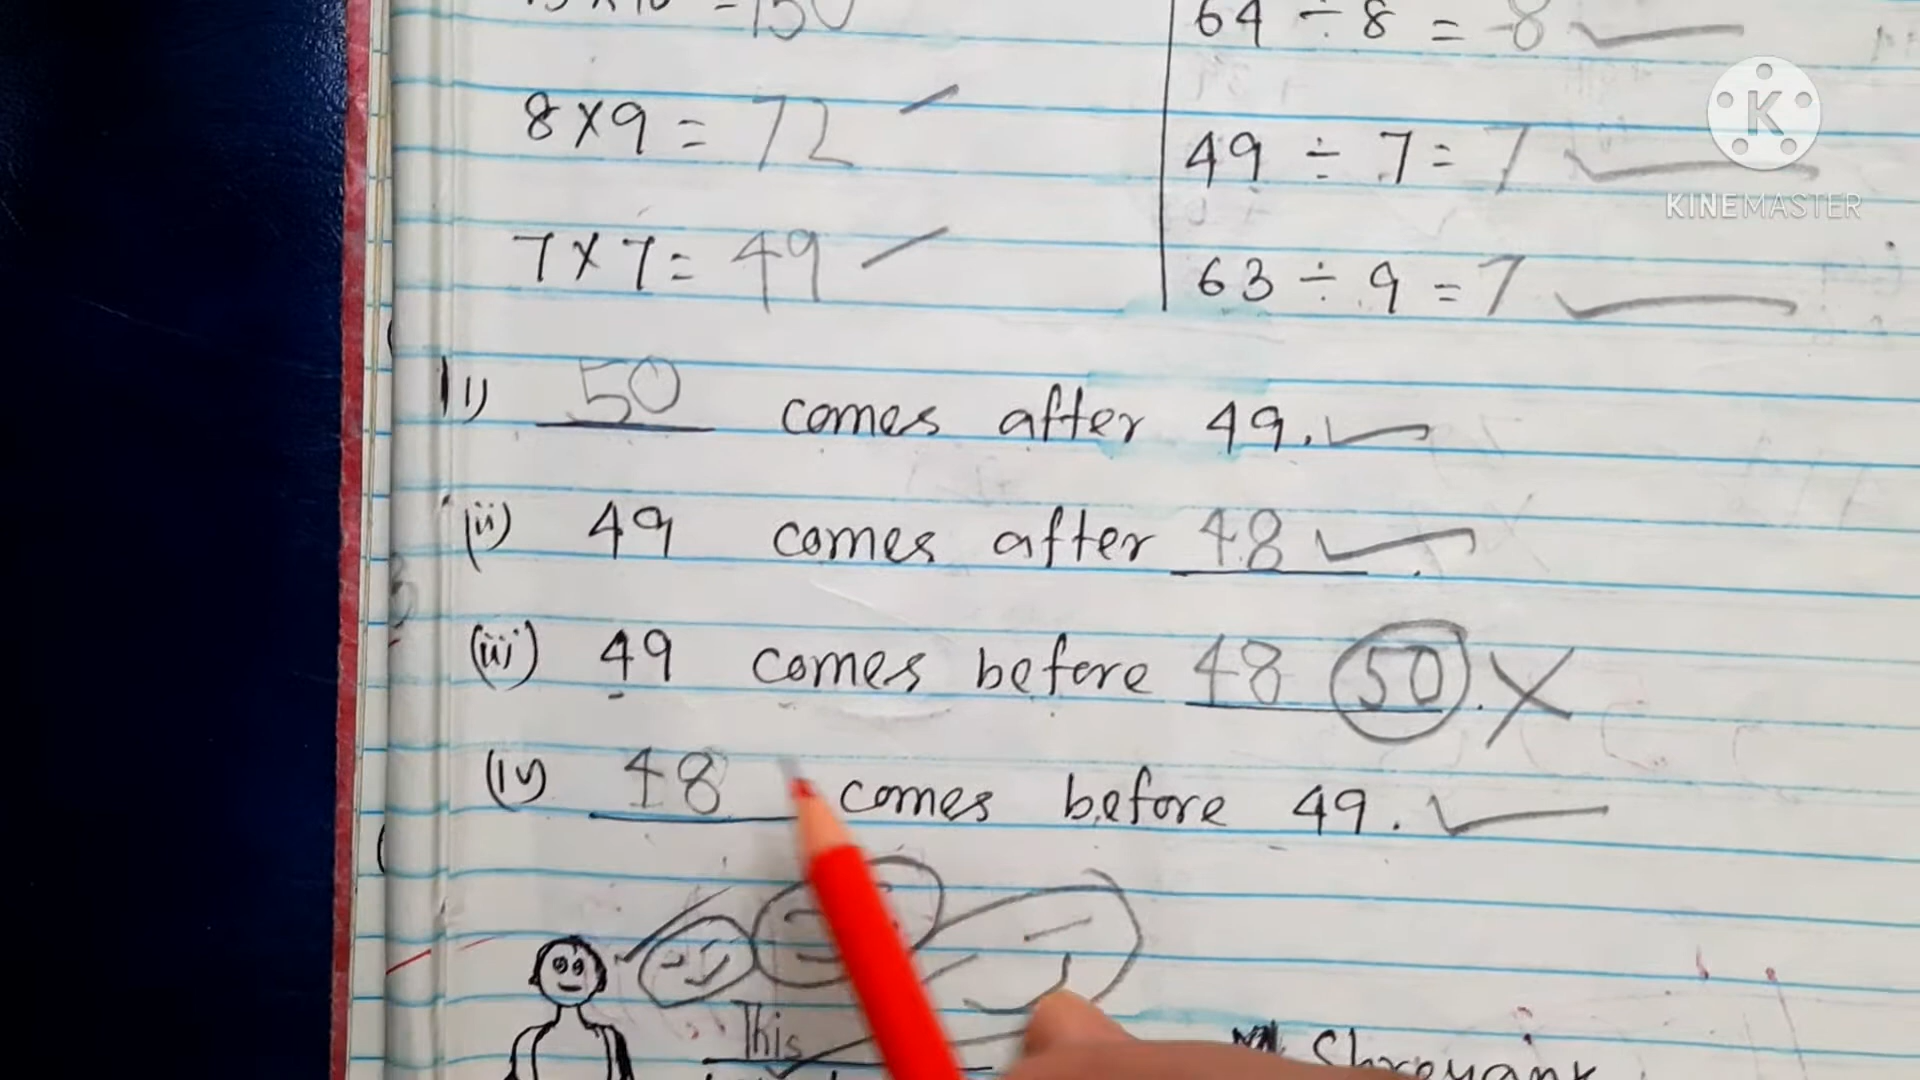 = 150
8 × 9 = 72
7 × 7 = 49
64 ÷ 8 = 8
49 ÷ 7 = 7
63 ÷ 9 = 7
i) 50 comes after 49.
(ii) 49 comes after 48.
(iii) 49 comes before 48 50.
(iv) 48 comes before 49.
This
KINEMASTER